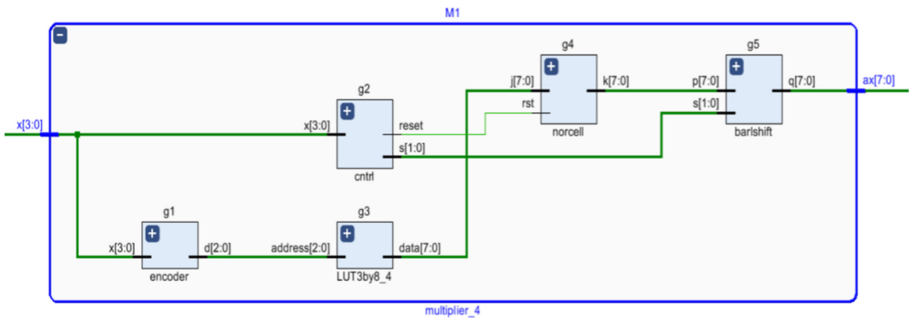 M1
g4
g5
j[7:0]
k[7:0]
p[7:0]
q[7:0]
ax[7:0]
g2
rst
s[1:0]
x[3:0]
x[3:0]
reset
norcell
barlshift
s[1:0]
cntrl
g1
g3
x[3:0]
d[2:0]
address[2:0]
data[7:0]
encoder
LUT3by8_4
multiplier_4